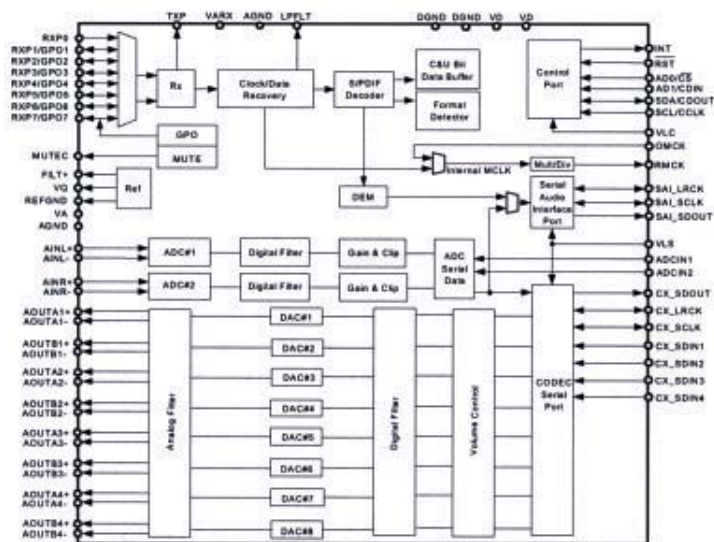 TXP VARX AGND LPFLT DGND DGND VD VD
RXP0
RXP1/GPO1
RXP2/GPO2
RXP3/GPO3
RXP4/GPO4
RXP5/GPO5
RXP6/GPO6
RXP7/GPO7
Rx
Clock/Data
Recovery
S/PDIF
Decoder
C&U Bit
Data Buffer
Format
Detector
Control
Port
INT
RST
AD0/CS
AD1/CDIN
SDA/CDOUT
SCL/CCLK
VLC
OMCK
RMCK
GPO
MUTE
MUTEC
Internal MCLK
Mult/Div
FILT+
VQ
REFGND
VA
AGND
Ref
DEM
Serial
Audio
Interface
Port
SAI_LRCK
SAI_SCLK
SAI_SDOUT
VLS
AINL+
AINL-
ADC#1
Digital Filter
Gain & Clip
AINR+
AINR-
ADC#2
Digital Filter
Gain & Clip
ADC
Serial
Data
ADCIN1
ADCIN2
CX_SDOUT
CX_LRCK
CX_SCLK
CX_SDIN1
CX_SDIN2
CX_SDIN3
CX_SDIN4
AOUTA1+
AOUTA1-
AOUTB1+
AOUTB1-
AOUTA2+
AOUTA2-
AOUTB2+
AOUTB2-
AOUTA3+
AOUTA3-
AOUTB3+
AOUTB3-
AOUTA4+
AOUTA4-
AOUTB4+
AOUTB4-
Analog Filter
DAC#1
DAC#2
DAC#3
DAC#4
DAC#5
DAC#6
DAC#7
DAC#8
Digital Filter
Volume Control
CODEC
Serial
Port